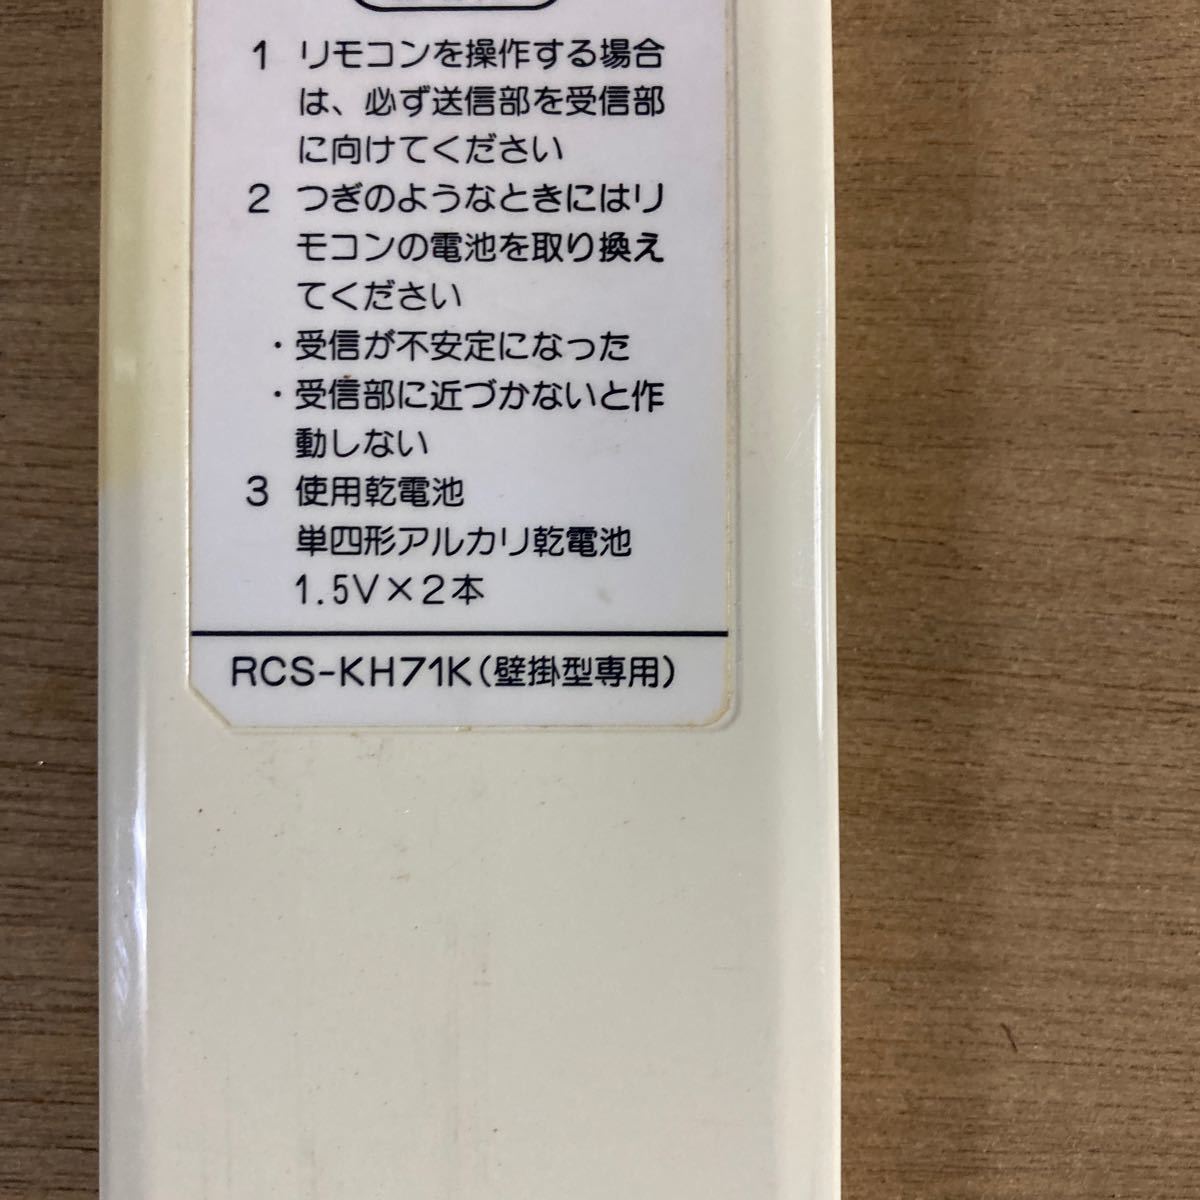 1 リモコンを操作する場合
は、必ず送信部を受信部
に向けてください
2 つぎのようなときにはリ
モコンの電池を取り換え
てください
・受信が不安定になった
・受信部に近づかないと作
動しない
3 使用乾電池
単四形アルカリ乾電池
1.5V×2本
RCS-KH71K(壁掛型専用)